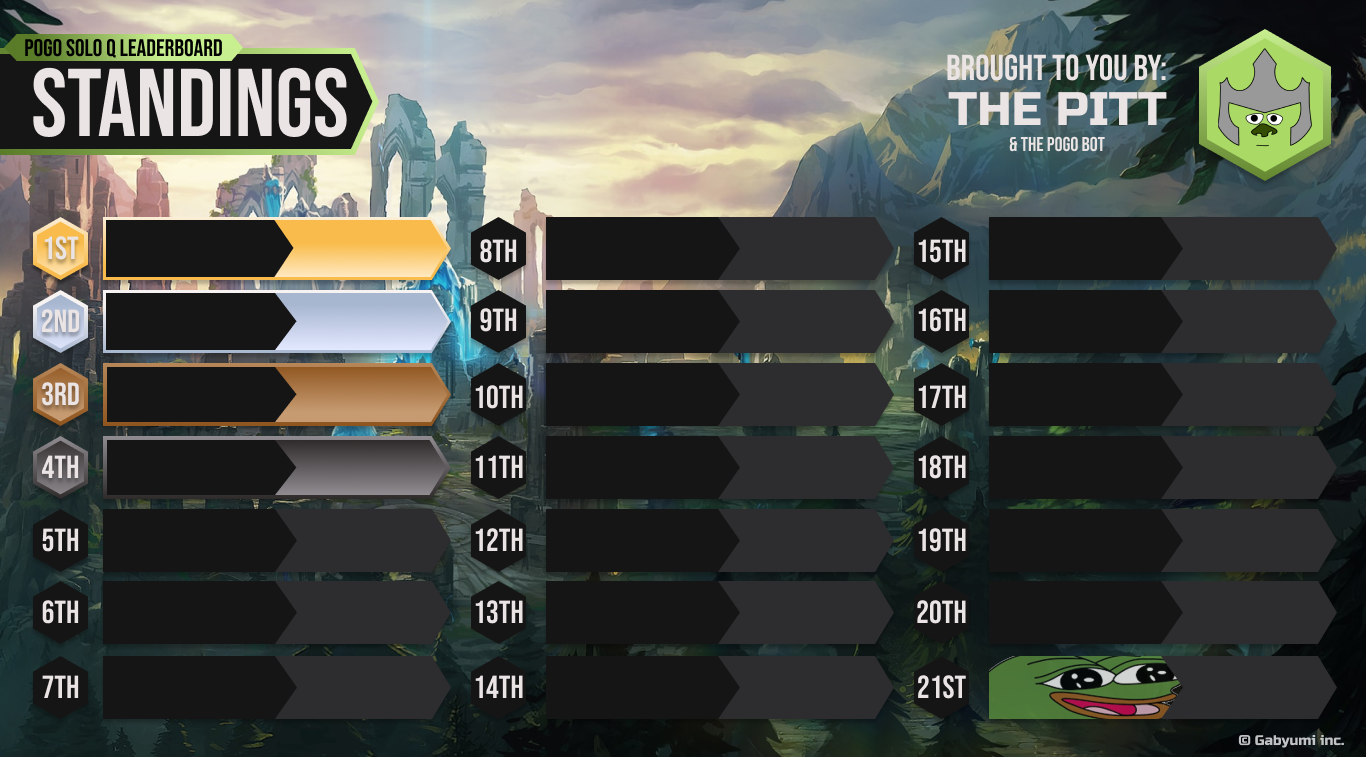 POGO SOLO Q LEADERBOARD
STANDINGS
BROUGHT TO YOU BY:
THE PITT
& THE POGO BOT
1ST
2ND
3RD
4TH
5TH
6TH
7TH
8TH
9TH
10TH
11TH
12TH
13TH
14TH
15TH
16TH
17TH
18TH
19TH
20TH
21ST
© Gabyumi inc.